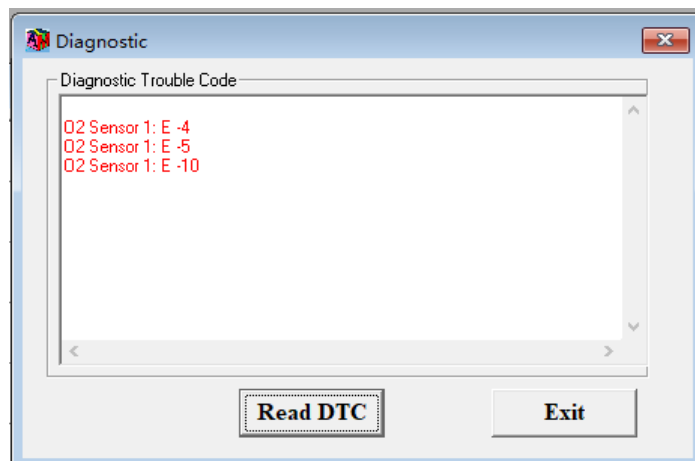 Diagnostic
Diagnostic Trouble Code
O2 Sensor 1: E -4
O2 Sensor 1: E -5
O2 Sensor 1: E -10
Read DTC
Exit